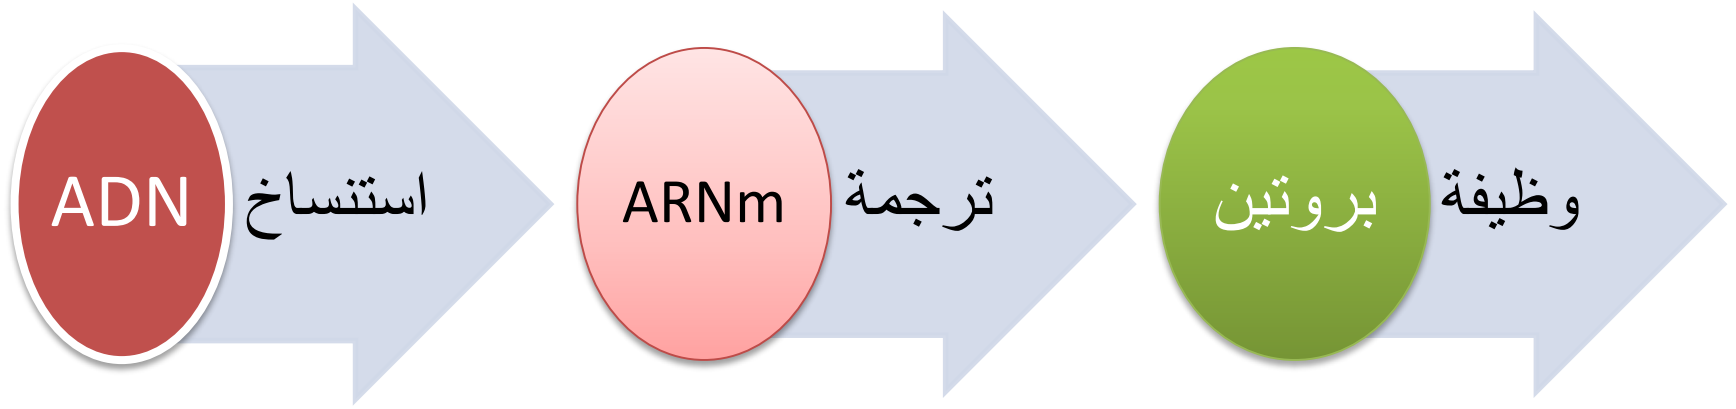 ADN
استنساخ
ARNm
ترجمة
بروتين
وظيفة